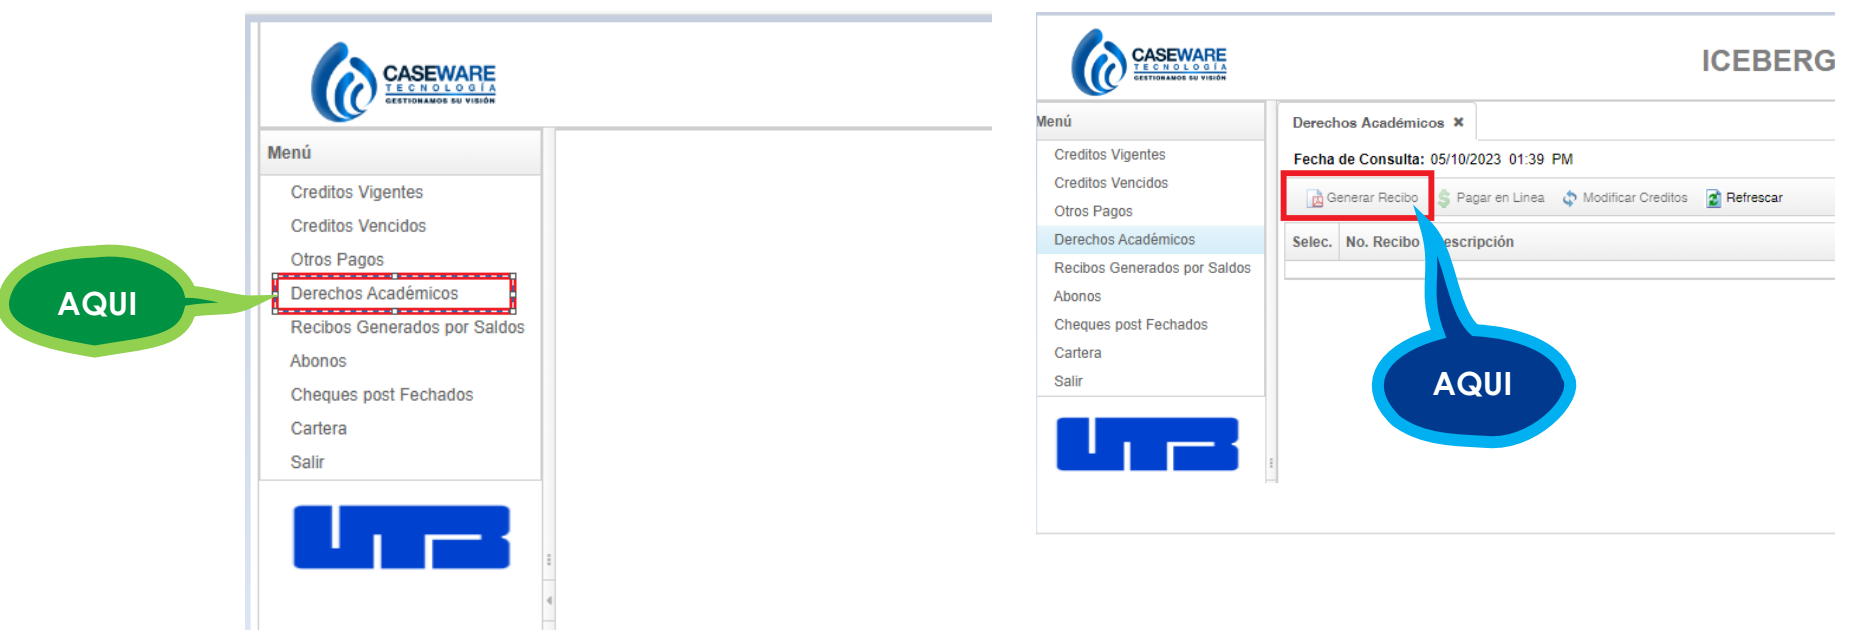 CASEWARE
TECNOLOGÍA
GESTIONAMOS SU VISIÓN
Menú
Creditos Vigentes
Creditos Vencidos
Otros Pagos
Derechos Académicos
Recibos Generados por Saldos
Abonos
Cheques post Fechados
Cartera
Salir
UTB
AQUI
CASEWARE
TECNOLOGÍA
GESTIONAMOS SU VISIÓN
ICEBERG
Menú
Creditos Vigentes
Creditos Vencidos
Otros Pagos
Derechos Académicos
Recibos Generados por Saldos
Abonos
Cheques post Fechados
Cartera
Salir
UTB
Derechos Académicos ✖
Fecha de Consulta: 05/10/2023 01:39 PM
Generar Recibo Pagar en Linea Modificar Creditos Refrescar
Selec. No. Recibo escripción
AQUI